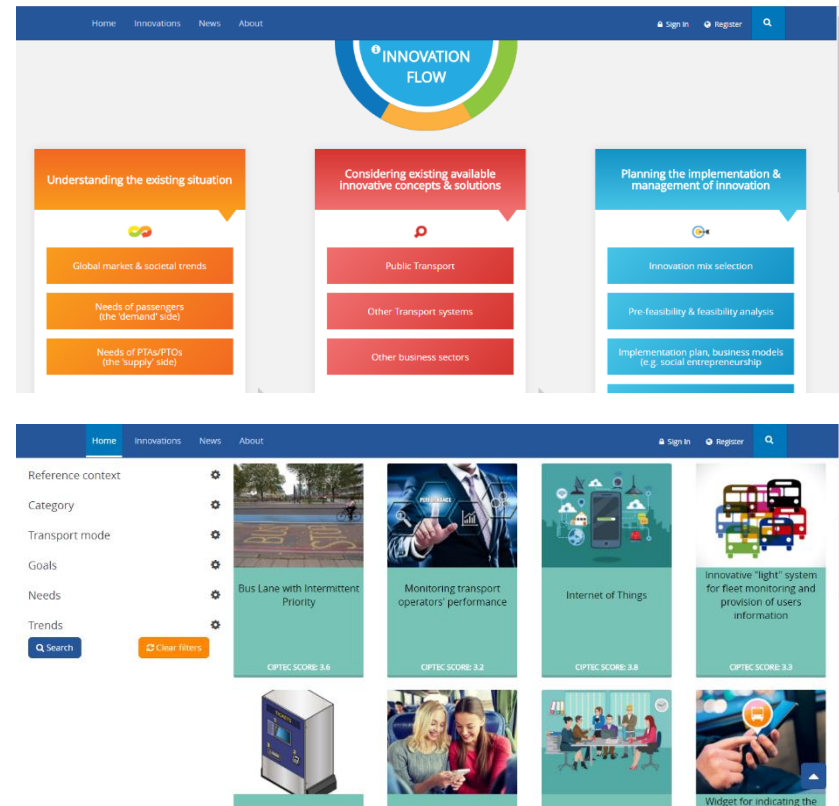 Home Innovations News About Sign In Register
INNOVATION
FLOW
Understanding the existing situation
Global market & societal trends
Needs of passengers
(the 'demand' side)
Needs of PTAs/PTOs
(the 'supply' side)
Considering existing available
innovative concepts & solutions
Public Transport
Other Transport systems
Other business sectors
Planning the implementation &
management of innovation
Innovation mix selection
Pre-feasibility & feasibility analysis
Implementation plan, business models
(e.g. social entrepreneurship
Home Innovations News About Sign In Register
Reference context
Category
Transport mode
Goals
Needs
Trends
Search Clear filters
Bus Lane with Intermittent
Priority
CIPTEC SCORE: 3.6
PERFORMANCE
Monitoring transport
operators' performance
CIPTEC SCORE: 3.2
Internet of Things
CIPTEC SCORE: 3.8
Innovative "light" system
for fleet monitoring and
provision of users
information
CIPTEC SCORE: 3.3
TICKETS
Widget for indicating the